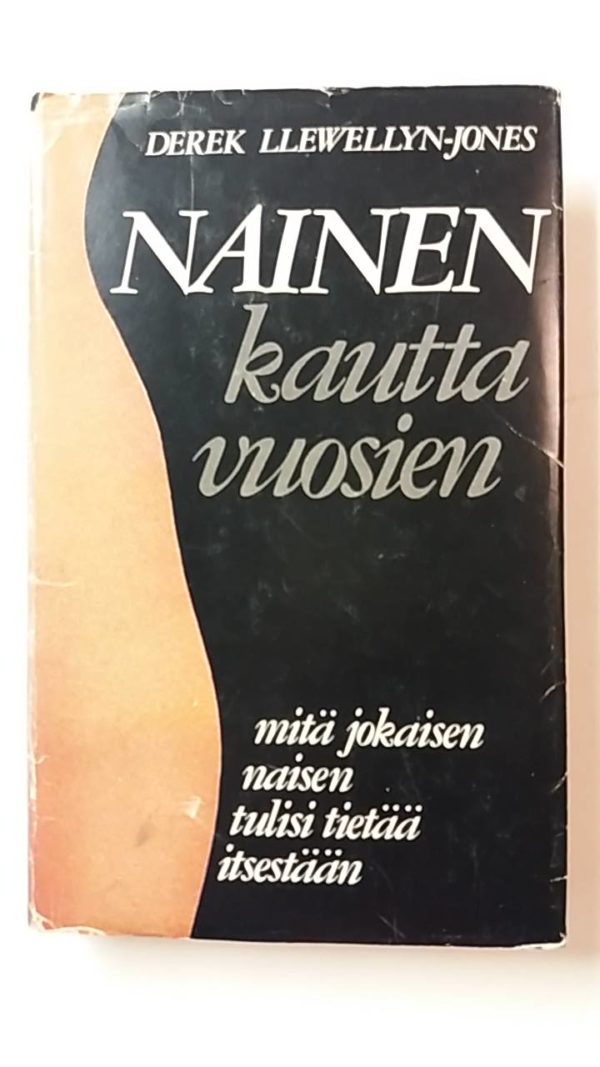 DEREK LLEWELLYN-JONES
NAINEN
kautta
vuosien
mitä jokaisen
naisen
tulisi tietää
itsestään